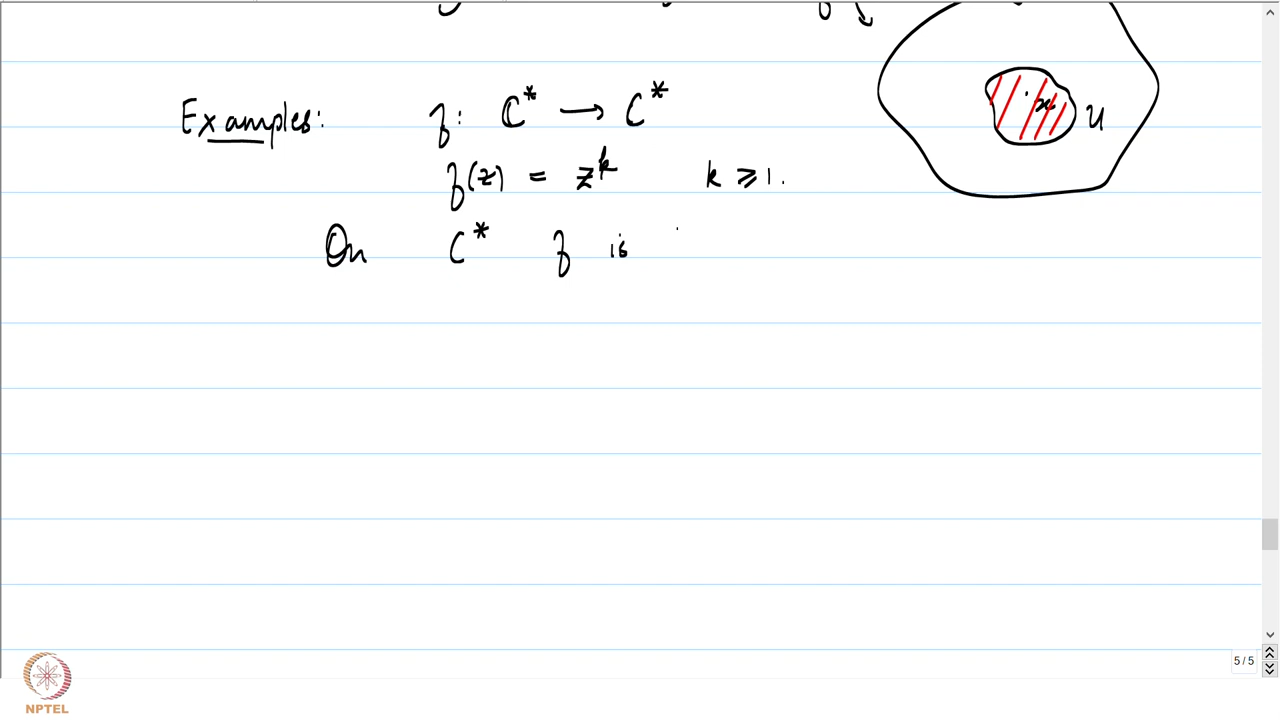 Examples: f: ℂ* → ℂ*
f(z) = z^k k ≥ 1.
x U
On ℂ* f is
5 / 5
NPTEL